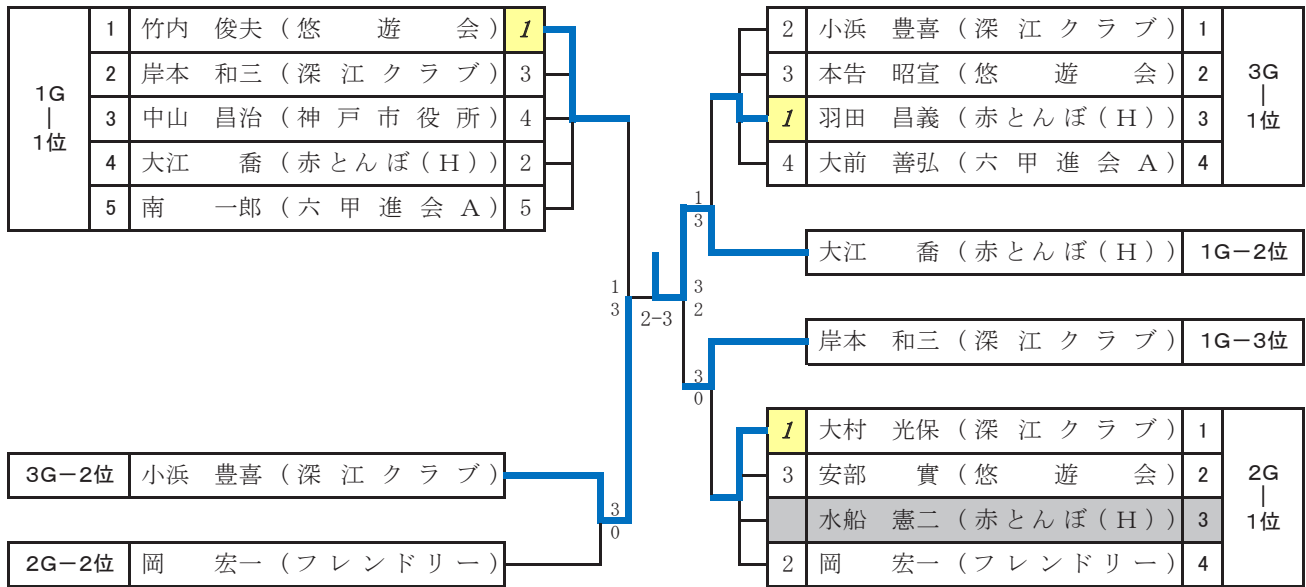 1G｜1位
1 竹内 俊夫 (悠 遊 会) 1
2 岸本 和三 (深 江 ク ラ ブ) 3
3 中山 昌治 (神 戸 市 役 所) 4
4 大江 喬 (赤とんぼ(H)) 2
5 南 一郎 (六 甲 進 会 A) 5
2 小浜 豊喜 (深 江 ク ラ ブ) 1
3 本告 昭宣 (悠 遊 会) 2
1 羽田 昌義 (赤とんぼ(H)) 3
4 大前 善弘 (六 甲 進 会 A) 4
3G｜1位
1
3
大江 喬 (赤とんぼ(H)) 1G－2位
1
3
2-3
3
2
岸本 和三 (深 江 ク ラ ブ) 1G－3位
3
0
3G－2位 小浜 豊喜 (深 江 ク ラ ブ)
3
0
2G－2位 岡 宏一 (フレンドリー)
1 大村 光保 (深 江 ク ラ ブ) 1
3 安部 實 (悠 遊 会) 2
水船 憲二 (赤とんぼ(H)) 3
2 岡 宏一 (フレンドリー) 4
2G｜1位